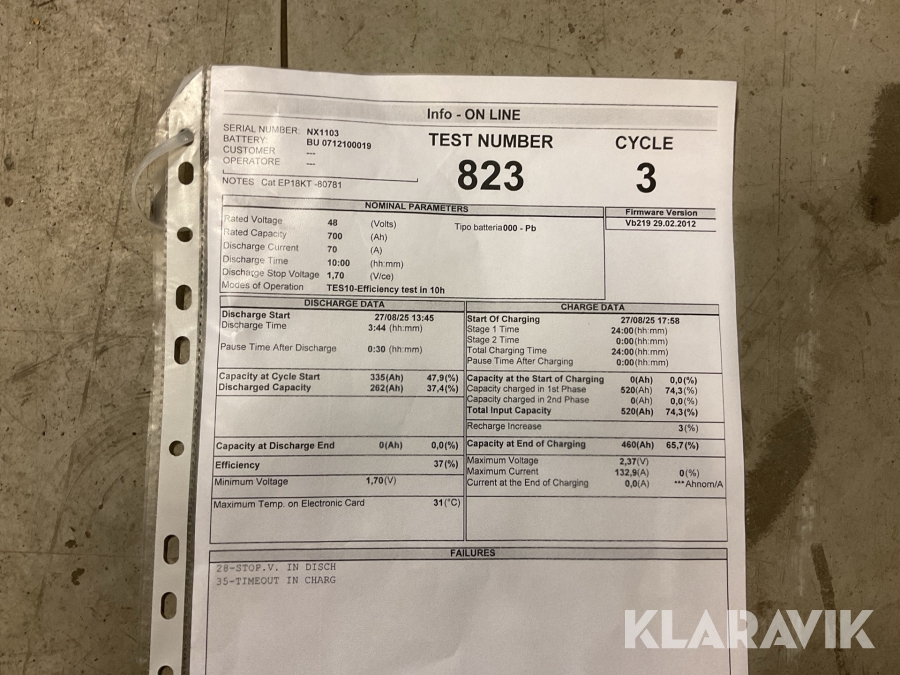 Info - ON LINE
SERIAL NUMBER: NX1103
BATTERY: BU 0712100019
CUSTOMER ---
OPERATORE ---
NOTES Cat EP18KT -60781
TEST NUMBER
823
CYCLE
3
NOMINAL PARAMETERS
Rated Voltage 48 (Volts) Tipo batteria000 - Pb
Rated Capacity 700 (Ah)
Discharge Current 70 (A)
Discharge Time 10:00 (hh:mm)
Discharge Stop Voltage 1,70 (V/ce)
Modes of Operation TES10-Efficiency test in 10h
Firmware Version
Vb219 29.02.2012
DISCHARGE DATA
Discharge Start 27/08/25 13:45
Discharge Time 3:44 (hh:mm)
Pause Time After Discharge 0:30 (hh:mm)
Capacity at Cycle Start 335(Ah) 47,9(%)
Discharged Capacity 262(Ah) 37,4(%)
Capacity at Discharge End 0(Ah) 0,0(%)
Efficiency 37(%)
Minimum Voltage 1,70(V)
Maximum Temp. on Electronic Card 31(°C)
CHARGE DATA
Start Of Charging 27/08/25 17:58
Stage 1 Time 24:00(hh:mm)
Stage 2 Time 0:00(hh:mm)
Total Charging Time 24:00(hh:mm)
Pause Time After Charging 0:00(hh:mm)
Capacity at the Start of Charging 0(Ah) 0,0(%)
Capacity charged in 1st Phase 520(Ah) 74,3(%)
Capacity charged in 2nd Phase 0(Ah) 0,0(%)
Total Input Capacity 520(Ah) 74,3(%)
Recharge Increase 3(%)
Capacity at End of Charging 460(Ah) 65,7(%)
Maximum Voltage 2,37(V)
Maximum Current 132,9(A) 0(%)
Current at the End of Charging 0,0(A) ***Ahnom/A
FAILURES
28-STOP.V. IN DISCH
35-TIMEOUT IN CHARG
KLARAVIK